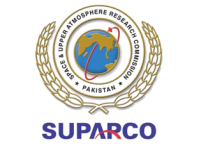 SPACE & UPPER ATMOSPHERE RESEARCH COMMISSION
• PAKISTAN •
SUPARCO